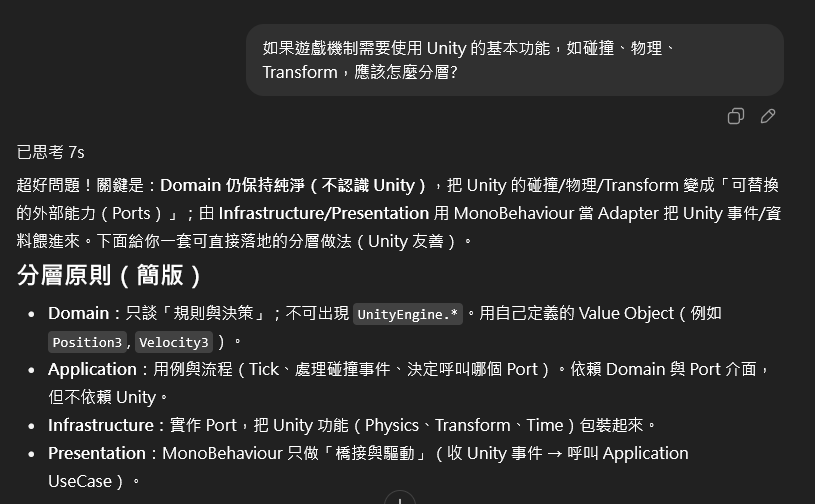 如果遊戲機制需要使用 Unity 的基本功能，如碰撞、物理、
Transform，應該怎麼分層?
已思考 7s
超好問題！關鍵是：Domain 仍保持純淨（不認識 Unity），把 Unity 的碰撞/物理/Transform 變成「可替換
的外部能力（Ports）」；由 Infrastructure/Presentation 用 MonoBehaviour 當 Adapter 把 Unity 事件/資
料餵進來。下面給你一套可直接落地的分層做法（Unity 友善）。
分層原則（簡版）
• Domain：只談「規則與決策」；不可出現 UnityEngine.*。用自己定義的 Value Object（例如
Position3, Velocity3）。
• Application：用例與流程（Tick、處理碰撞事件、決定呼叫哪個 Port）。依賴 Domain 與 Port 介面，
但不依賴 Unity。
• Infrastructure：實作 Port，把 Unity 功能（Physics、Transform、Time）包裝起來。
• Presentation：MonoBehaviour 只做「橋接與驅動」（收 Unity 事件 → 呼叫 Application
UseCase）。